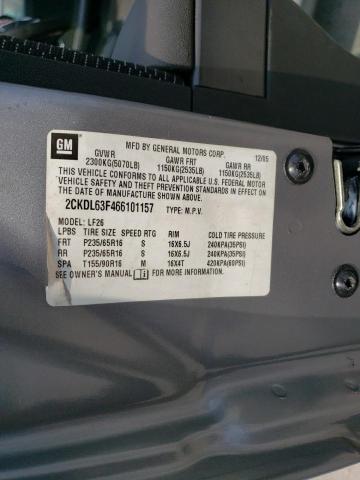 GM
MFD BY GENERAL MOTORS CORP. 12/05
GVWR GAWR FRT GAWR RR
2300KG(5070LB) 1150KG(2535LB) 1150KG(2535LB)
THIS VEHICLE CONFORMS TO ALL APPLICABLE U.S. FEDERAL MOTOR
VEHICLE SAFETY AND THEFT PREVENTION STANDARDS IN EFFECT ON
THE DATE OF MANUFACTURE SHOWN ABOVE.
2CKDL63F466101157 TYPE: M.P.V.
MODEL: LF26
LPBS TIRE SIZE SPEED RTG RIM COLD TIRE PRESSURE
FRT P235/65R16 S 16X6.5J 240KPA(35PSI)
RR P235/65R16 S 16X6.5J 240KPA(35PSI)
SPA T155/90R16 M 16X4T 420KPA(60PSI)
SEE OWNER'S MANUAL FOR ADDITIONAL INFORMATION.